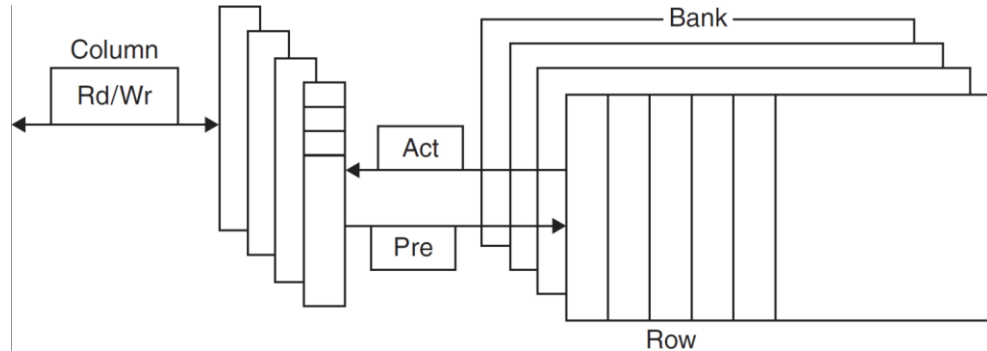 Column
Rd/Wr
Act
Pre
Bank
Row